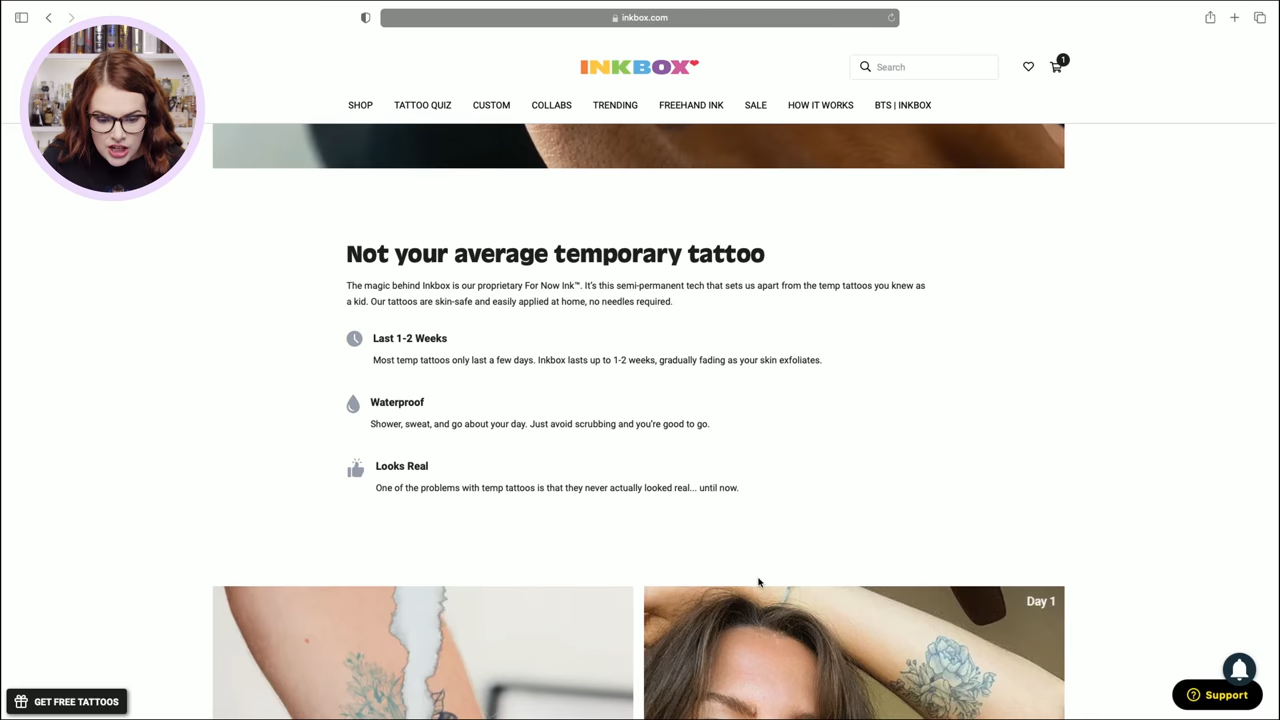 inkbox.com
INKBOX
Search
1
SHOP TATTOO QUIZ CUSTOM COLLABS TRENDING FREEHAND INK SALE HOW IT WORKS BTS | INKBOX
Not your average temporary tattoo
The magic behind Inkbox is our proprietary For Now Ink™. It's this semi-permanent tech that sets us apart from the temp tattoos you knew as
a kid. Our tattoos are skin-safe and easily applied at home, no needles required.
Last 1-2 Weeks
Most temp tattoos only last a few days. Inkbox lasts up to 1-2 weeks, gradually fading as your skin exfoliates.
Waterproof
Shower, sweat, and go about your day. Just avoid scrubbing and you're good to go.
Looks Real
One of the problems with temp tattoos is that they never actually looked real... until now.
Day 1
GET FREE TATTOOS
Support